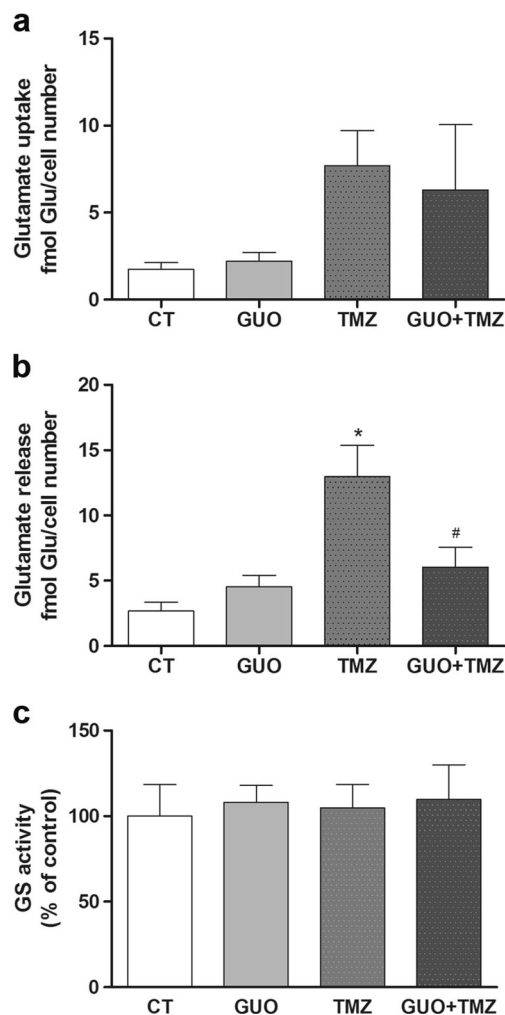 a
Glutamate uptake
fmol Glu/cell number
15
10
5
0
CT GUO TMZ GUO+TMZ
b
Glutamate release
fmol Glu/cell number
20
15
10
5
0
*
#
CT GUO TMZ GUO+TMZ
c
GS activity
(% of control)
150
100
50
0
CT GUO TMZ GUO+TMZ